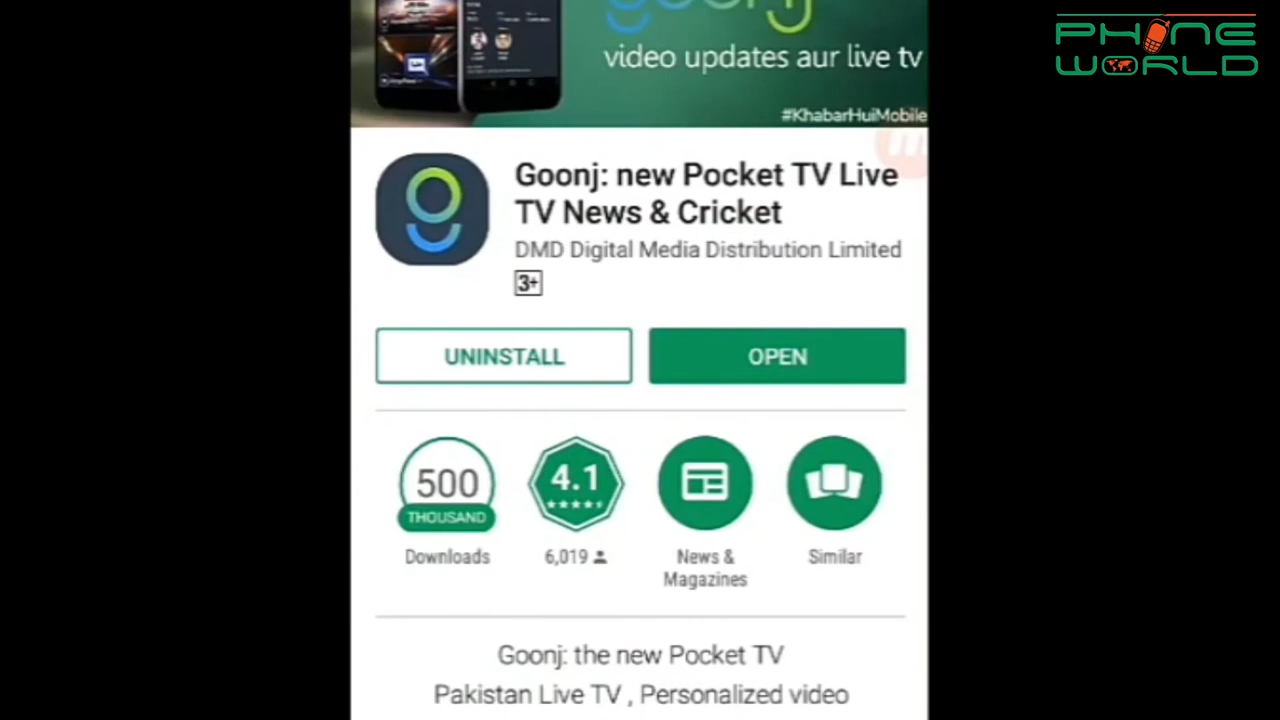 PHONE
WORLD
goonj
video updates aur live tv
#KhabarHuiMobile
Goonj: new Pocket TV Live
TV News & Cricket
DMD Digital Media Distribution Limited
3+
UNINSTALL
OPEN
500
THOUSAND
4.1
Downloads
6,019
News &
Magazines
Similar
Goonj: the new Pocket TV
Pakistan Live TV , Personalized video